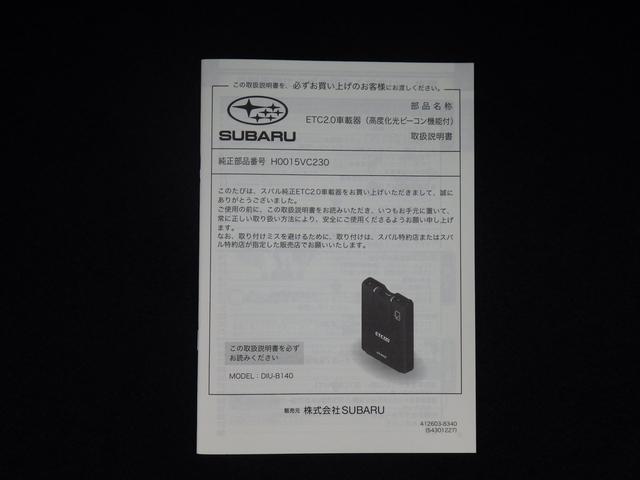 この取扱説明書を、必ずお買い上げのお客様にお渡しください。
部品名称
ETC2.0車載器（高度化光ビーコン機能付）
取扱説明書
SUBARU
純正部品番号 H0015VC230
このたびは、スバル純正ETC2.0車載器をお買い上げいただきまして、誠に
ありがとうございました。
ご使用の前に、この取扱説明書をお読みいただき、いつもお手元に置いて、
常に正しい取り扱い方法により、安全にご使用くださるようお願い申し上げ
ます。
なお、取り付けミスを避けるために、取り付けは、スバル特約店またはスバ
ル特約店が指定した販売店でお願いいたします。
ETC2.0
この取扱説明書を必ず
お読みください
MODEL：DIU-B140
販売元 株式会社SUBARU
412603-8340
(54301227)